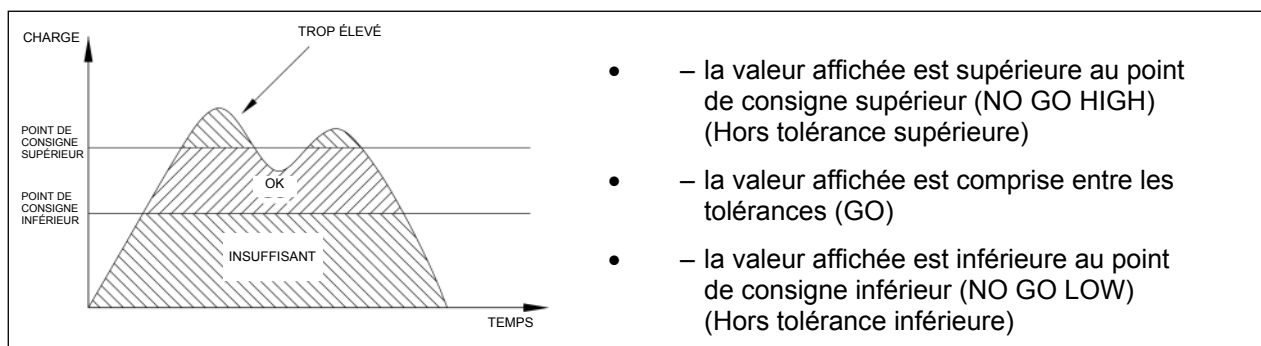 CHARGE
TROP ÉLEVÉ
POINT DE
CONSIGNE
SUPÉRIEUR
OK
POINT DE
CONSIGNE
INFÉRIEUR
INSUFFISANT
TEMPS
• – la valeur affichée est supérieure au point
de consigne supérieur (NO GO HIGH)
(Hors tolérance supérieure)
• – la valeur affichée est comprise entre les
tolérances (GO)
• – la valeur affichée est inférieure au point
de consigne inférieur (NO GO LOW)
(Hors tolérance inférieure)